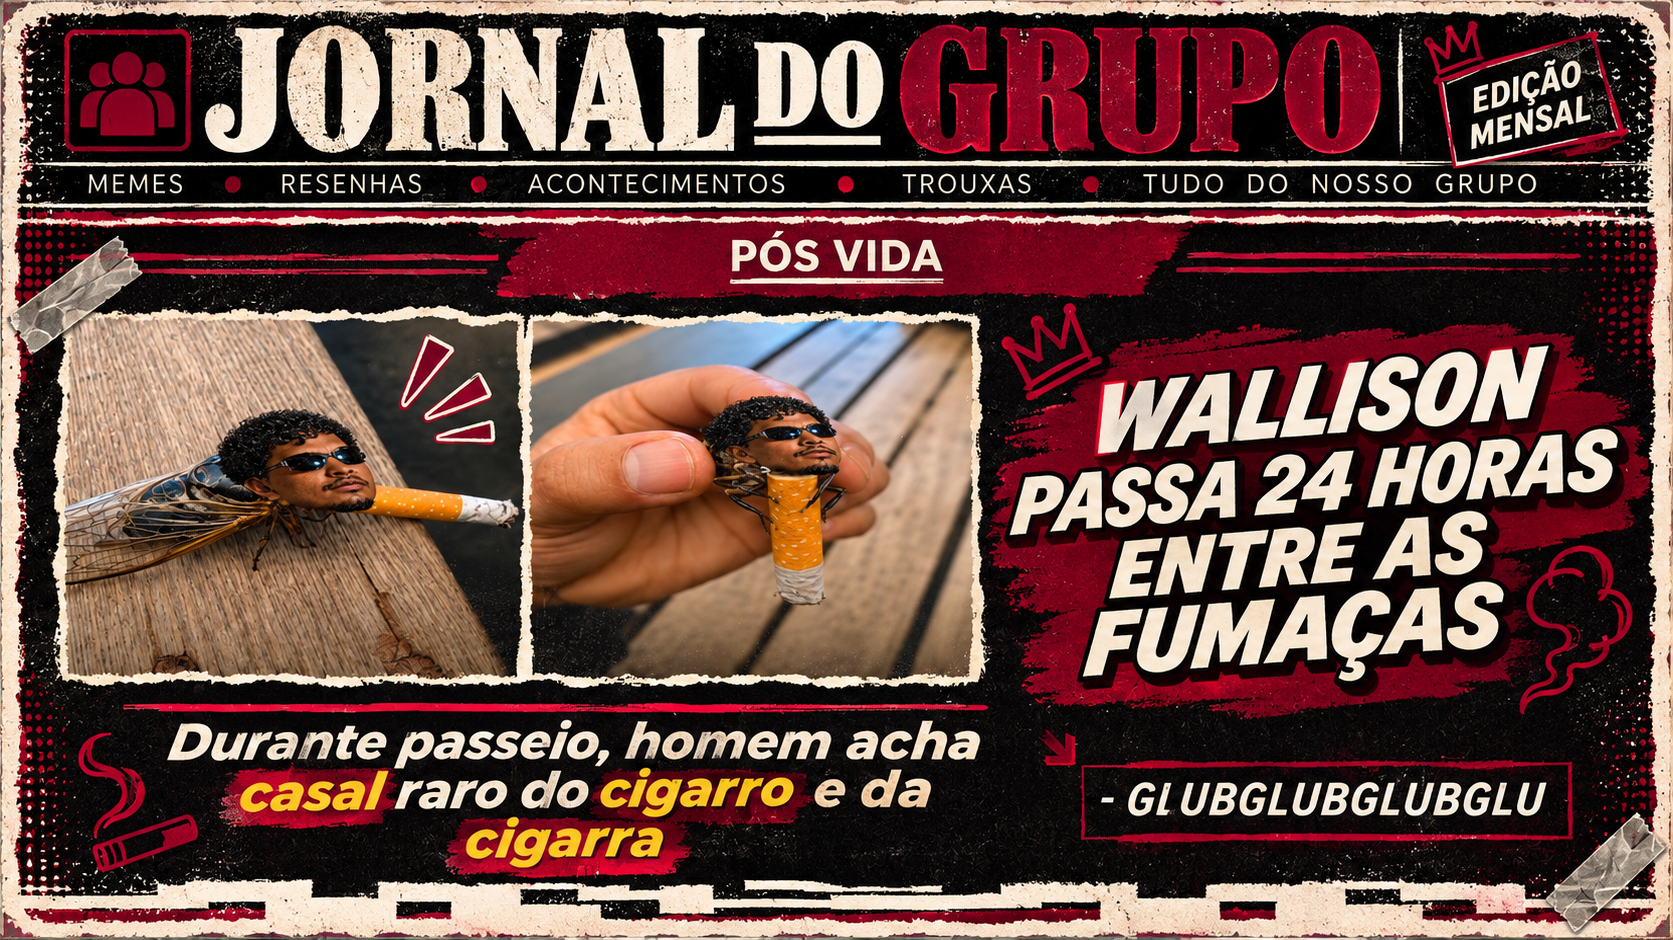 JORNAL DO GRUPO
EDIÇÃO
MENSAL
MEMES • RESENHAS • ACONTECIMENTOS • TROUXAS • TUDO DO NOSSO GRUPO
PÓS VIDA
WALLISON
PASSA 24 HORAS
ENTRE AS
FUMAÇAS
Durante passeio, homem acha
casal raro do cigarro e da
cigarra
- GLUBGLUBGLUBGLU